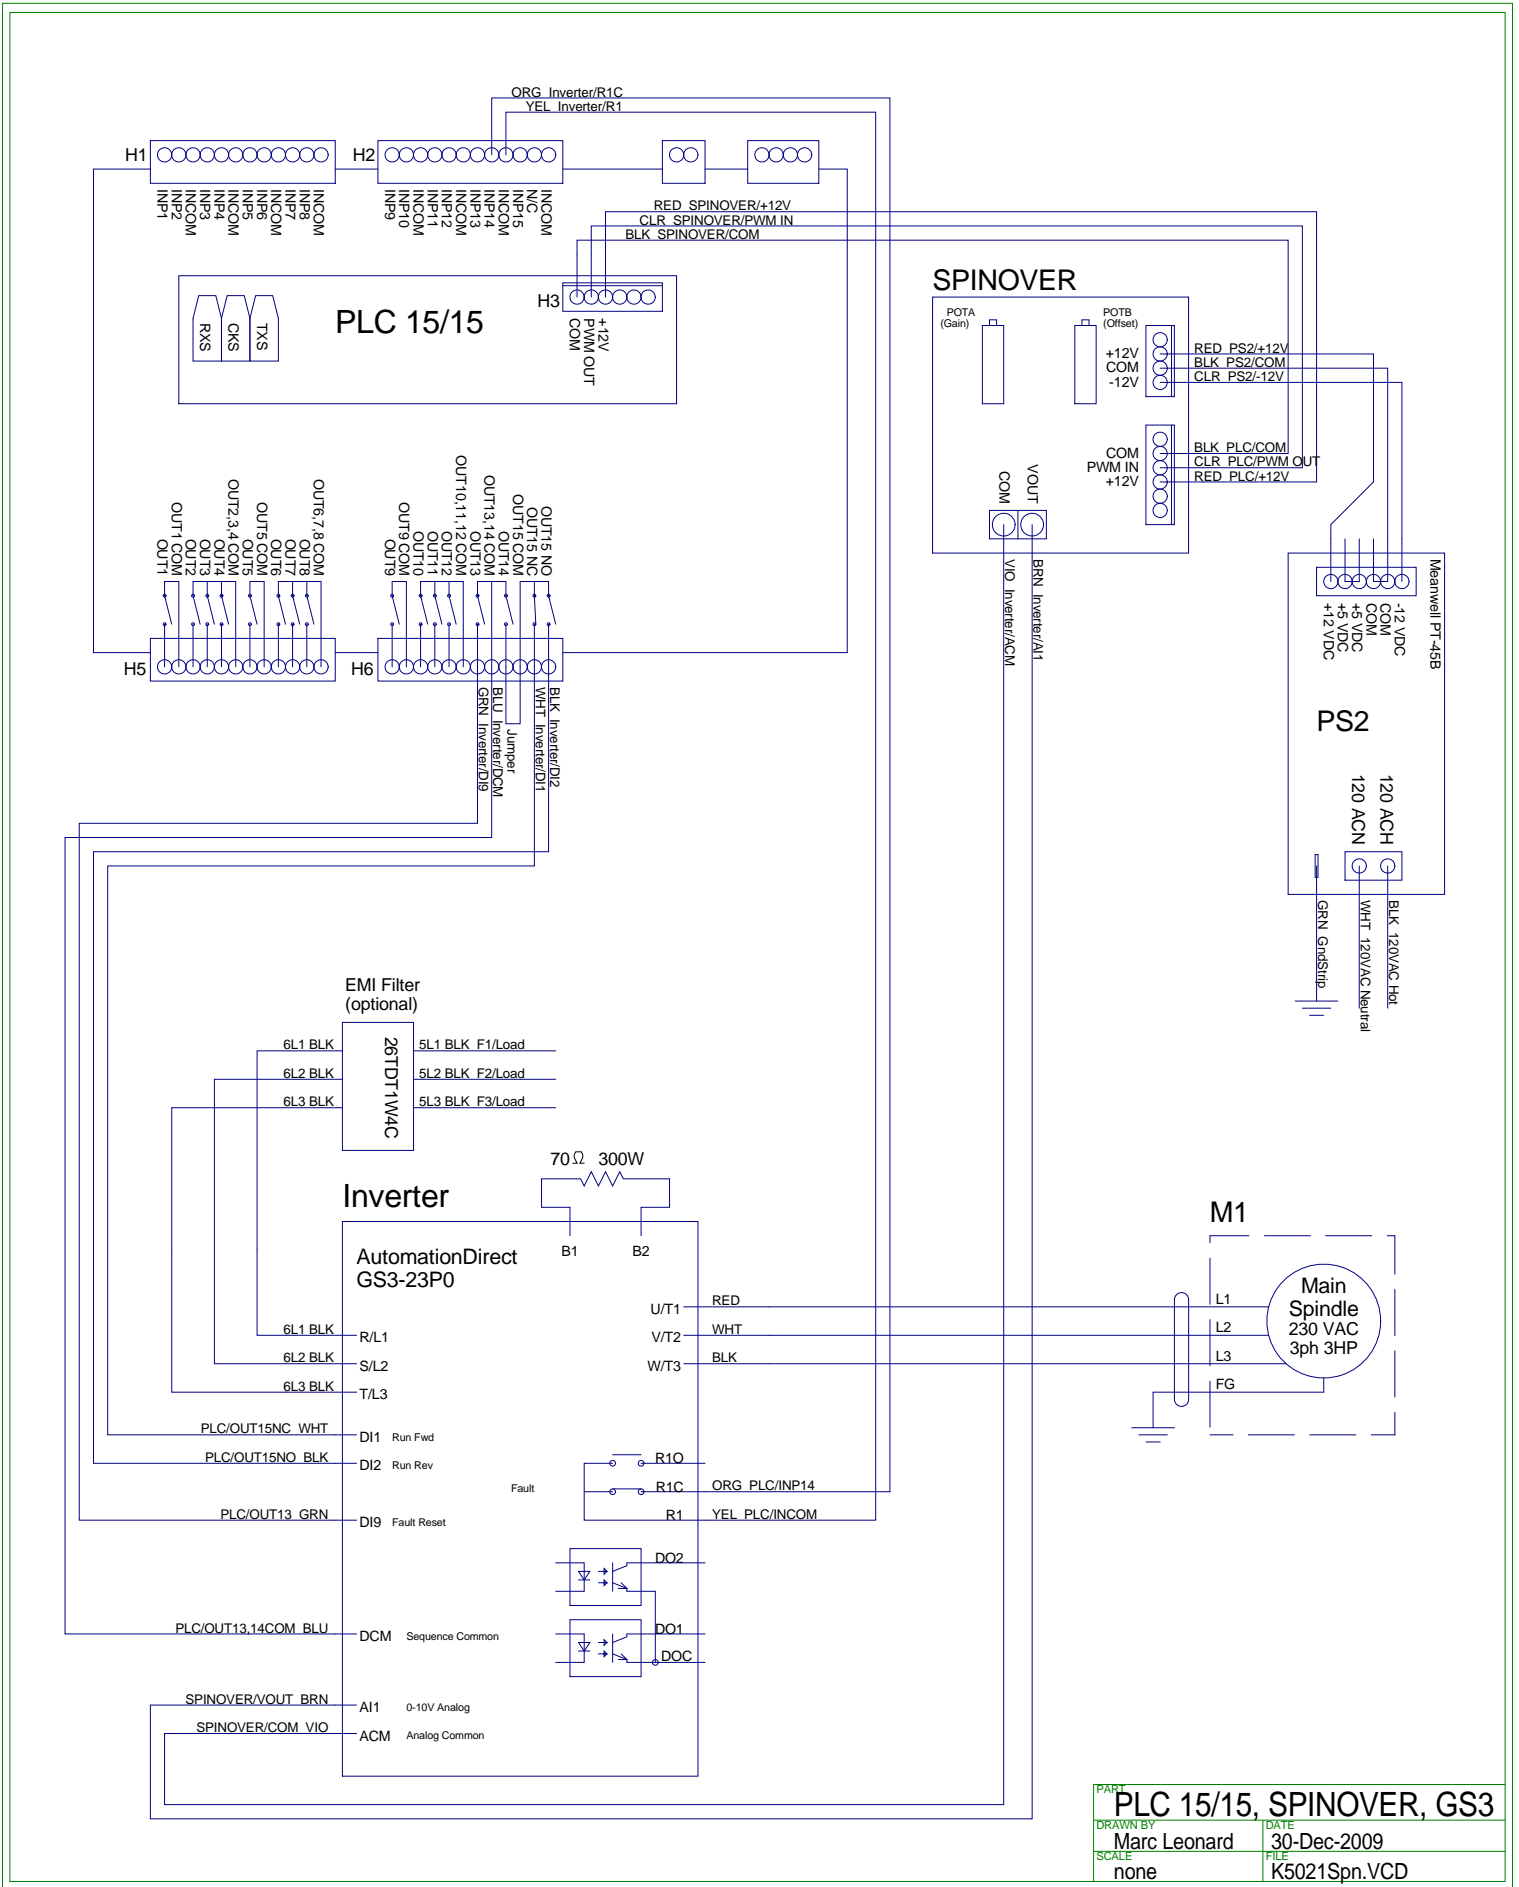 ORG Inverter/R1C
YEL Inverter/R1
H1
H2
INP1
INP2
INCOM
INP3
INP4
INCOM
INP5
INP6
INCOM
INP7
INP8
INCOM
INP9
INP10
INCOM
INP11
INP12
INCOM
INP13
INP14
INCOM
INP15
N/C
INCOM
RED SPINOVER/+12V
CLR SPINOVER/PWM IN
BLK SPINOVER/COM
PLC 15/15
RXS
CKS
TXS
H3
COM
PWM OUT
+12V
SPINOVER
POTA
(Gain)
POTB
(Offset)
+12V
COM
-12V
RED PS2/+12V
BLK PS2/COM
CLR PS2/-12V
COM
PWM IN
+12V
BLK PLC/COM
CLR PLC/PWM OUT
RED PLC/+12V
COM
VOUT
VIO Inverter/ACM
BRN Inverter/AI1
OUT1
OUT1 COM
OUT2
OUT3
OUT4
OUT2,3,4 COM
OUT5
OUT5 COM
OUT6
OUT7
OUT8
OUT6,7,8 COM
OUT9
OUT9 COM
OUT10
OUT11
OUT12
OUT10,11,12 COM
OUT13
OUT13,14 COM
OUT14
OUT15 COM
OUT15 NC
OUT15 NO
H5
H6
GRN Inverter/DI9
BLU Inverter/DCM
Jumper
WHT Inverter/DI1
BLK Inverter/DI2
Meanwell PT-45B
+12 VDC
+5 VDC
+5 VDC
COM
COM
-12 VDC
PS2
120 ACN
120 ACH
GRN GndStrip
WHT 120VAC Neutral
BLK 120VAC Hot
EMI Filter
(optional)
26TDT1W4C
6L1 BLK
6L2 BLK
6L3 BLK
5L1 BLK F1/Load
5L2 BLK F2/Load
5L3 BLK F3/Load
70Ω 300W
Inverter
B1
B2
AutomationDirect
GS3-23P0
6L1 BLK
R/L1
6L2 BLK
S/L2
6L3 BLK
T/L3
U/T1
RED
V/T2
WHT
W/T3
BLK
M1
L1
L2
L3
FG
Main
Spindle
230 VAC
3ph 3HP
PLC/OUT15NC WHT
DI1 Run Fwd
PLC/OUT15NO BLK
DI2 Run Rev
PLC/OUT13 GRN
DI9 Fault Reset
Fault
R1O
R1C
ORG PLC/INP14
R1
YEL PLC/INCOM
DO2
DO1
DOC
PLC/OUT13,14COM BLU
DCM Sequence Common
SPINOVER/VOUT BRN
AI1 0-10V Analog
SPINOVER/COM VIO
ACM Analog Common
PART
PLC 15/15, SPINOVER, GS3
DRAWN BY
Marc Leonard
DATE
30-Dec-2009
SCALE
none
FILE
K5021Spn.VCD